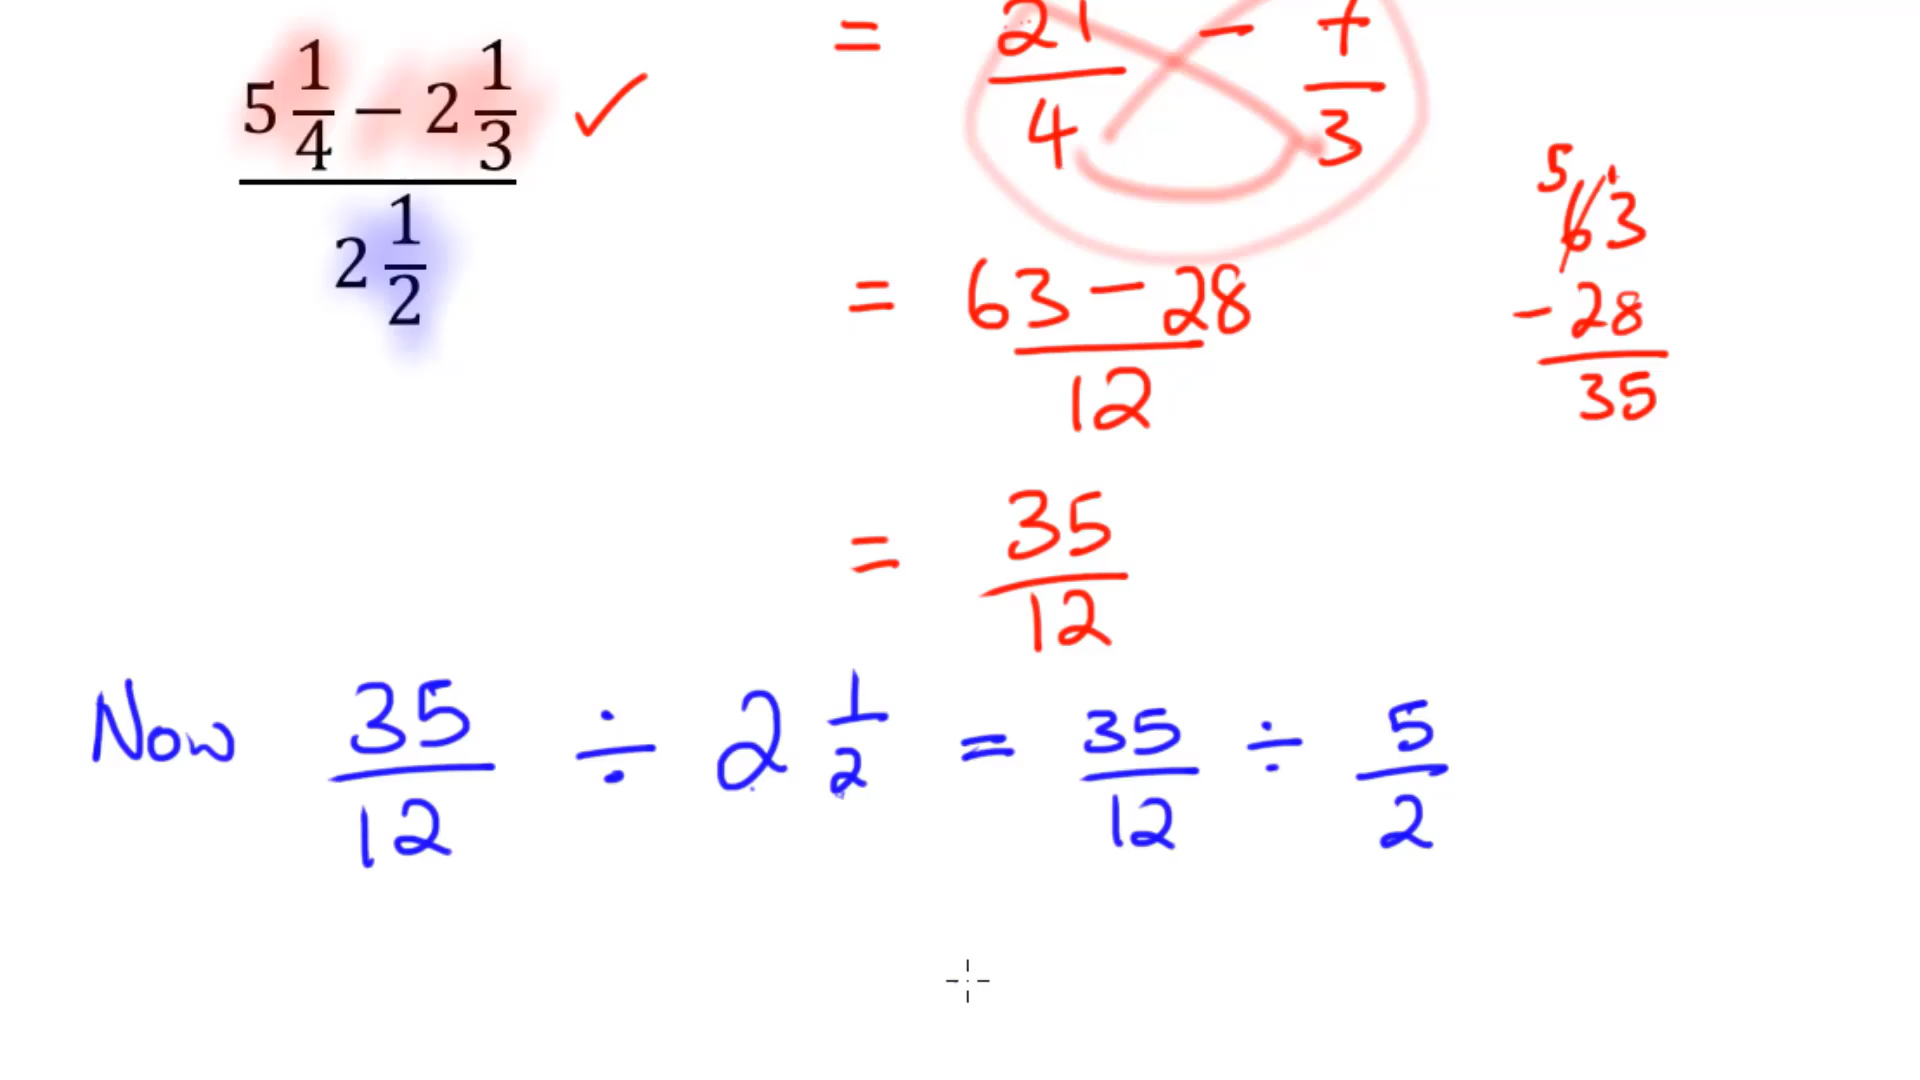 5 1/4 − 2 1/3 ✓
2 1/2
= 21/4 − 7/3
= 63 − 28
12
5 1
63
− 28
35
= 35/12
Now 35/12 ÷ 2 1/2 = 35/12 ÷ 5/2